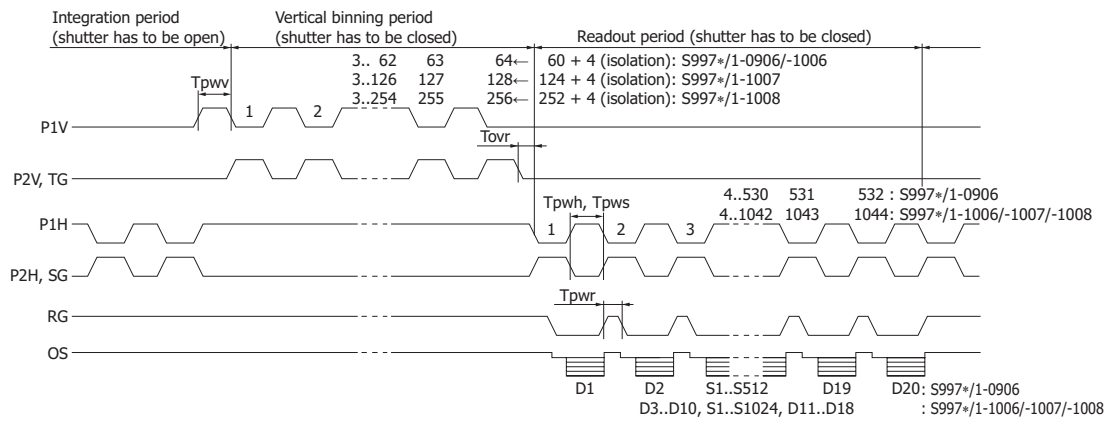 Integration period
(shutter has to be open)
Vertical binning period
(shutter has to be closed)
Readout period (shutter has to be closed)
3.. 62 63 64← 60 + 4 (isolation): S997*/1-0906/-1006
3..126 127 128← 124 + 4 (isolation): S997*/1-1007
3..254 255 256← 252 + 4 (isolation): S997*/1-1008
Tpwv
1 2
P1V
Tovr
P2V, TG
4..530 531 532 : S997*/1-0906
4..1042 1043 1044: S997*/1-1006/-1007/-1008
Tpwh, Tpws
P1H
1 2 3
P2H, SG
Tpwr
RG
OS
D1 D2 S1..S512 D19 D20: S997*/1-0906
D3..D10, S1..S1024, D11..D18 : S997*/1-1006/-1007/-1008